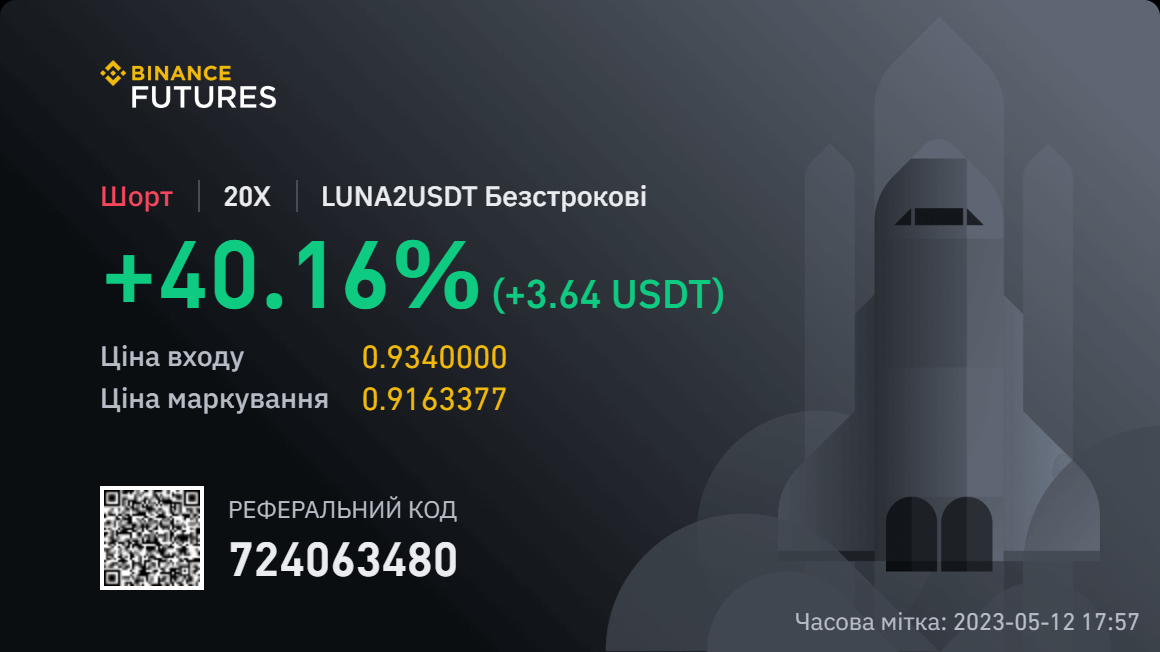 BINANCE
FUTURES
Шорт | 20X | LUNA2USDT Безстрокові
+40.16% (+3.64 USDT)
Ціна входу 0.9340000
Ціна маркування 0.9163377
РЕФЕРАЛЬНИЙ КОД
724063480
Часова мітка: 2023-05-12 17:57